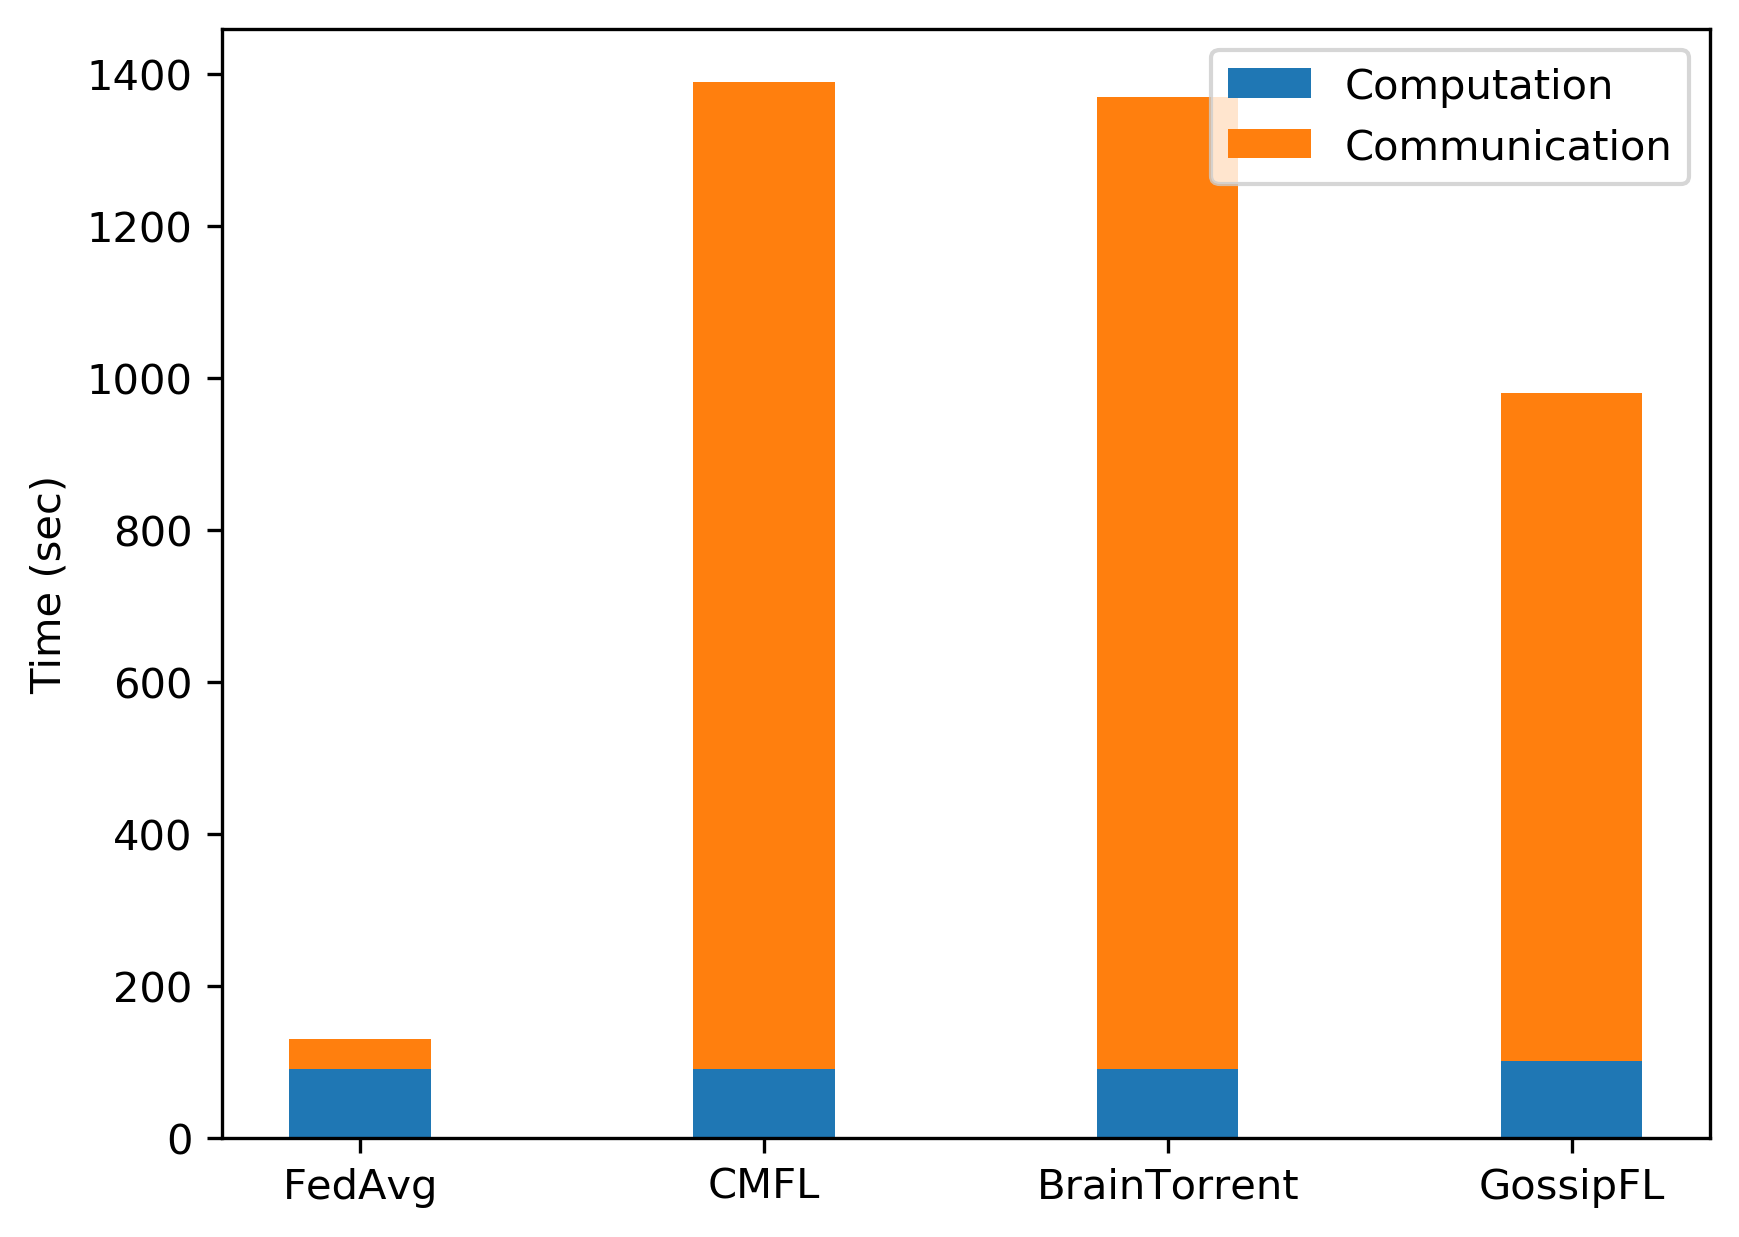 Computation
Communication
1400
1200
1000
800
600
400
200
0
Time (sec)
FedAvg
CMFL
BrainTorrent
GossipFL